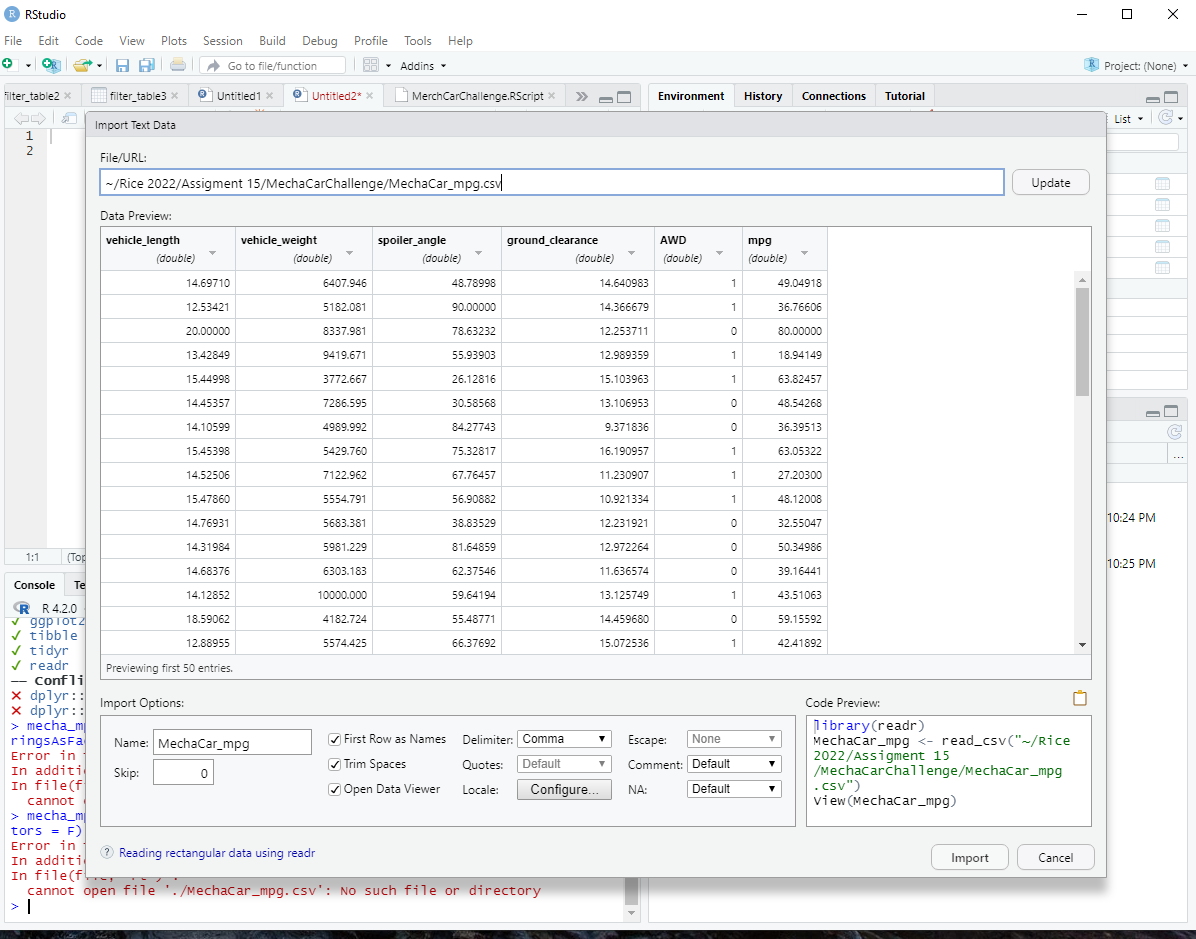 RStudio
File Edit Code View Plots Session Build Debug Profile Tools Help
Go to file/function Addins Project: (None)
filter_table2 filter_table3 Untitled1 Untitled2* MerchCarChallenge.RScript Environment History Connections Tutorial
List
1
2
Import Text Data
File/URL:
~/Rice 2022/Assigment 15/MechaCarChallenge/MechaCar_mpg.csv Update
Data Preview:
vehicle_length vehicle_weight spoiler_angle ground_clearance AWD mpg
(double) (double) (double) (double) (double) (double)
14.69710 6407.946 48.78998 14.640983 1 49.04918
12.53421 5182.081 90.00000 14.366679 1 36.76606
20.00000 8337.981 78.63232 12.253711 0 80.00000
13.42849 9419.671 55.93903 12.989359 1 18.94149
15.44998 3772.667 26.12816 15.103963 1 63.82457
14.45357 7286.595 30.58568 13.106953 0 48.54268
14.10599 4989.992 84.27743 9.371836 0 36.39513
15.45398 5429.760 75.32817 16.190957 1 63.05322
14.52506 7122.962 67.76457 11.230907 1 27.20300
15.47860 5554.791 56.90882 10.921334 1 48.12008
14.76931 5683.381 38.83529 12.231921 0 32.55047
14.31984 5981.229 81.64859 12.972264 0 50.34986
14.68376 6303.183 62.37546 11.636574 0 39.16441
14.12852 10000.000 59.64194 13.125749 1 43.51063
18.59062 4182.724 55.48771 14.459680 0 59.15592
12.88955 5574.425 66.37692 15.072536 1 42.41892
Previewing first 50 entries.
10:24 PM
10:25 PM
Import Options:
Name: MechaCar_mpg
Skip: 0
First Row as Names
Trim Spaces
Open Data Viewer
Delimiter: Comma
Quotes: Default
Locale: Configure...
Escape: None
Comment: Default
NA: Default
Code Preview:
library(readr)
MechaCar_mpg <- read_csv("~/Rice
2022/Assigment 15
/MechaCarChallenge/MechaCar_mpg
.csv")
View(MechaCar_mpg)
Reading rectangular data using readr
Import Cancel
1:1 (Top
Console
R 4.2.0
ggplot2
tibble
tidyr
readr
── Confli
dplyr::
dplyr::
> mecha_mp
ringsAsFac
Error in
In additi
In file(f
cannot
> mecha_mp
tors = F)
Error in
In additi
In file(f
cannot open file './MechaCar_mpg.csv': No such file or directory
>